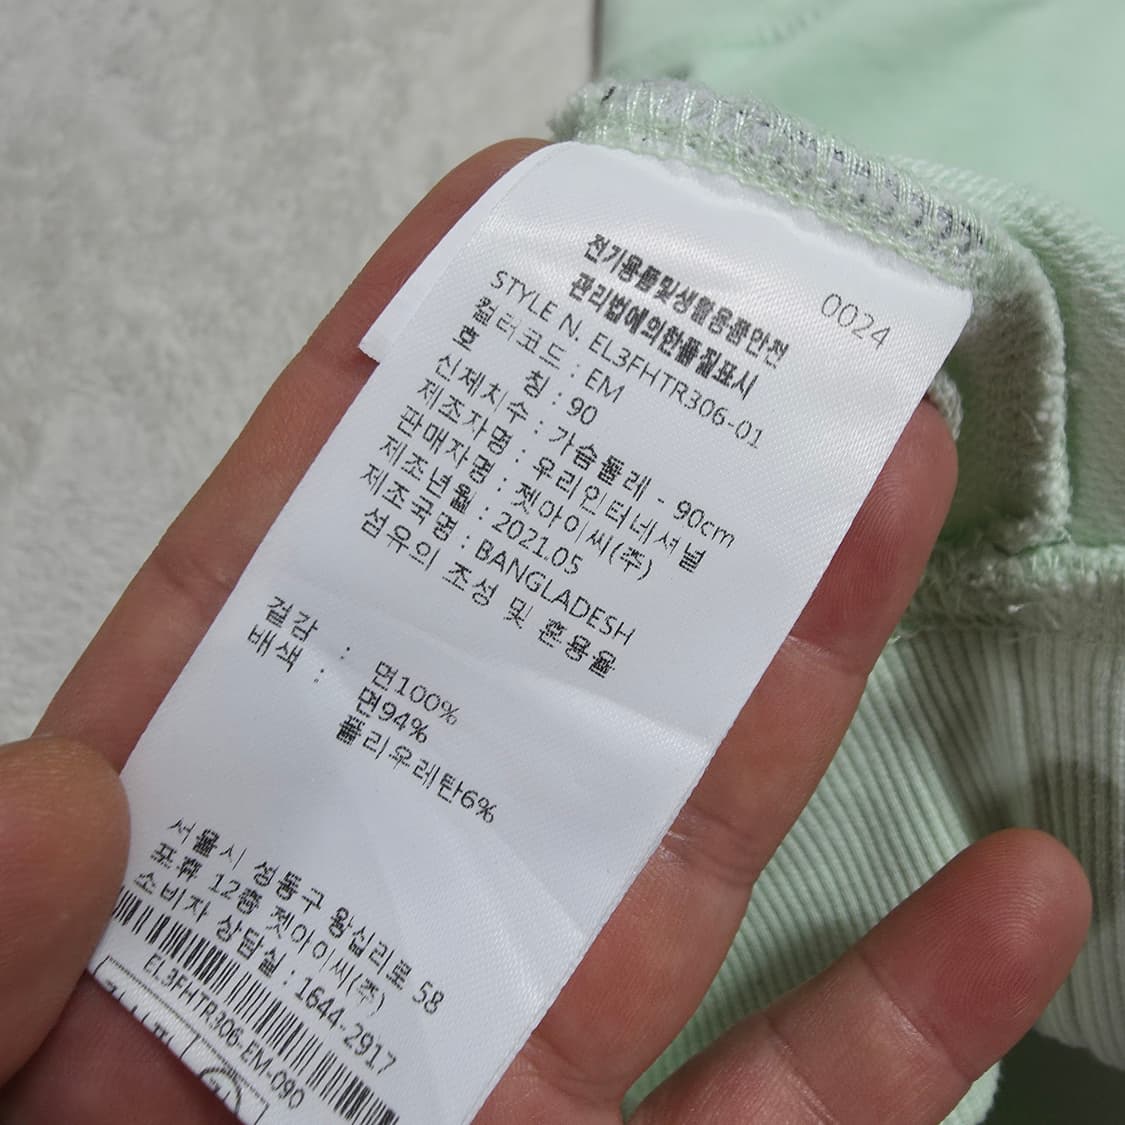 0024
전기용품및생활용품안전
관리법에의한품질표시
STYLE N. EL3FHTR306-01
컬러코드 : EM
호 칭 : 90
신체치수 : 가슴둘레 - 90cm
제조자명 : 우리인터네셔널
판매자명 : 젯아이씨(주)
제조년월 : 2021.05
제조국명 : BANGLADESH
섬유의 조성 및 혼용율
겉감 : 면100%
배색 : 면94%
폴리우레탄6%
서울시 성동구 왕십리로 58
포휴 12층 젯아이씨(주)
소비자 상담실 : 1644-2917
EL3FHTR306-EM-090